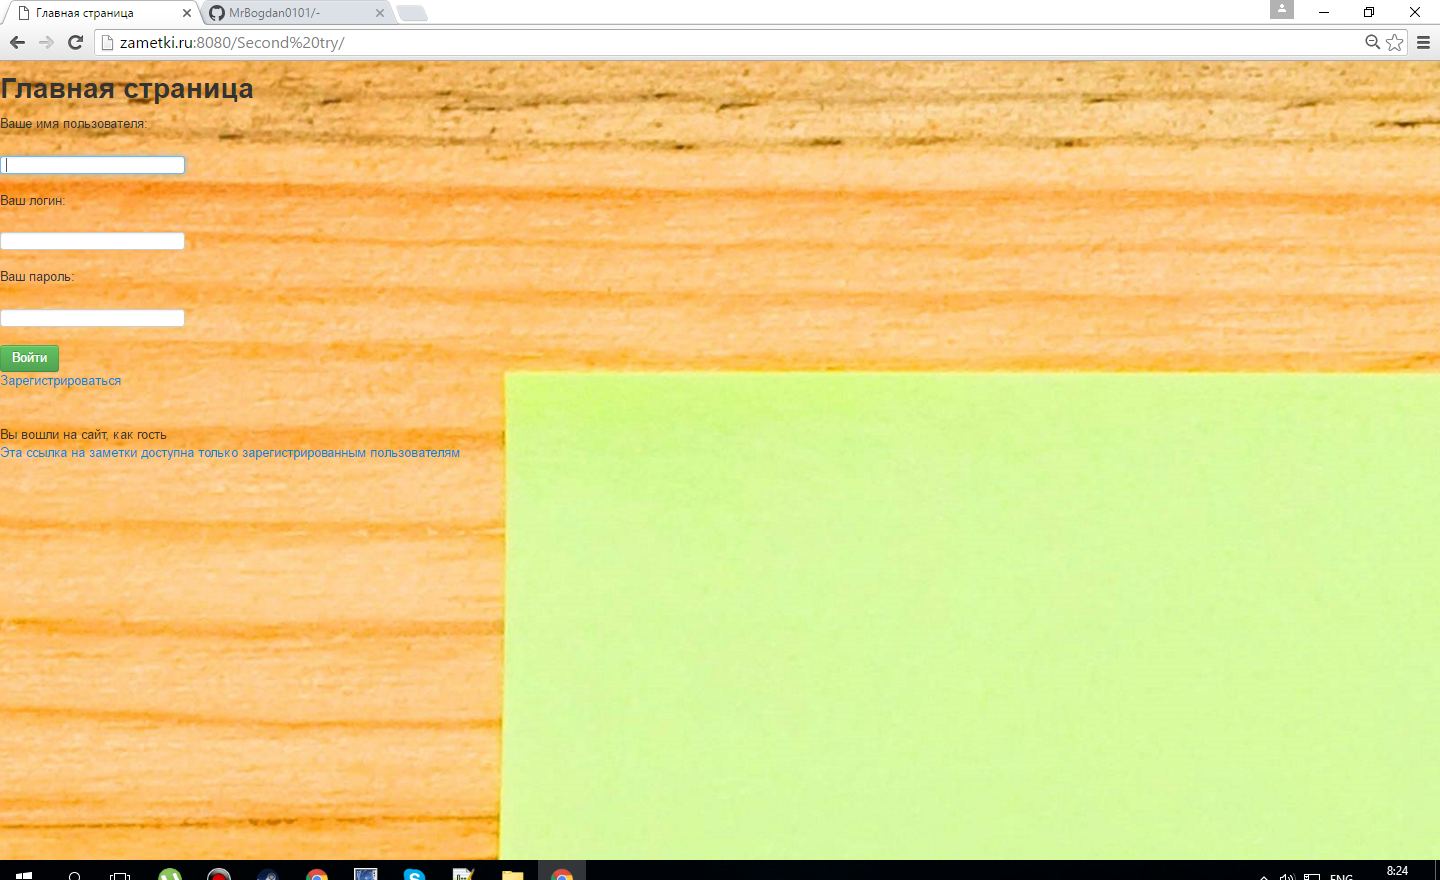 Главная страница
MrBogdan0101/-
zametki.ru:8080/Second%20try/
Главная страница
Ваше имя пользователя:
Ваш логин:
Ваш пароль:
Войти
Зарегистрироваться
Вы вошли на сайт, как гость
Эта ссылка на заметки доступна только зарегистрированным пользователям
ENG
8:24